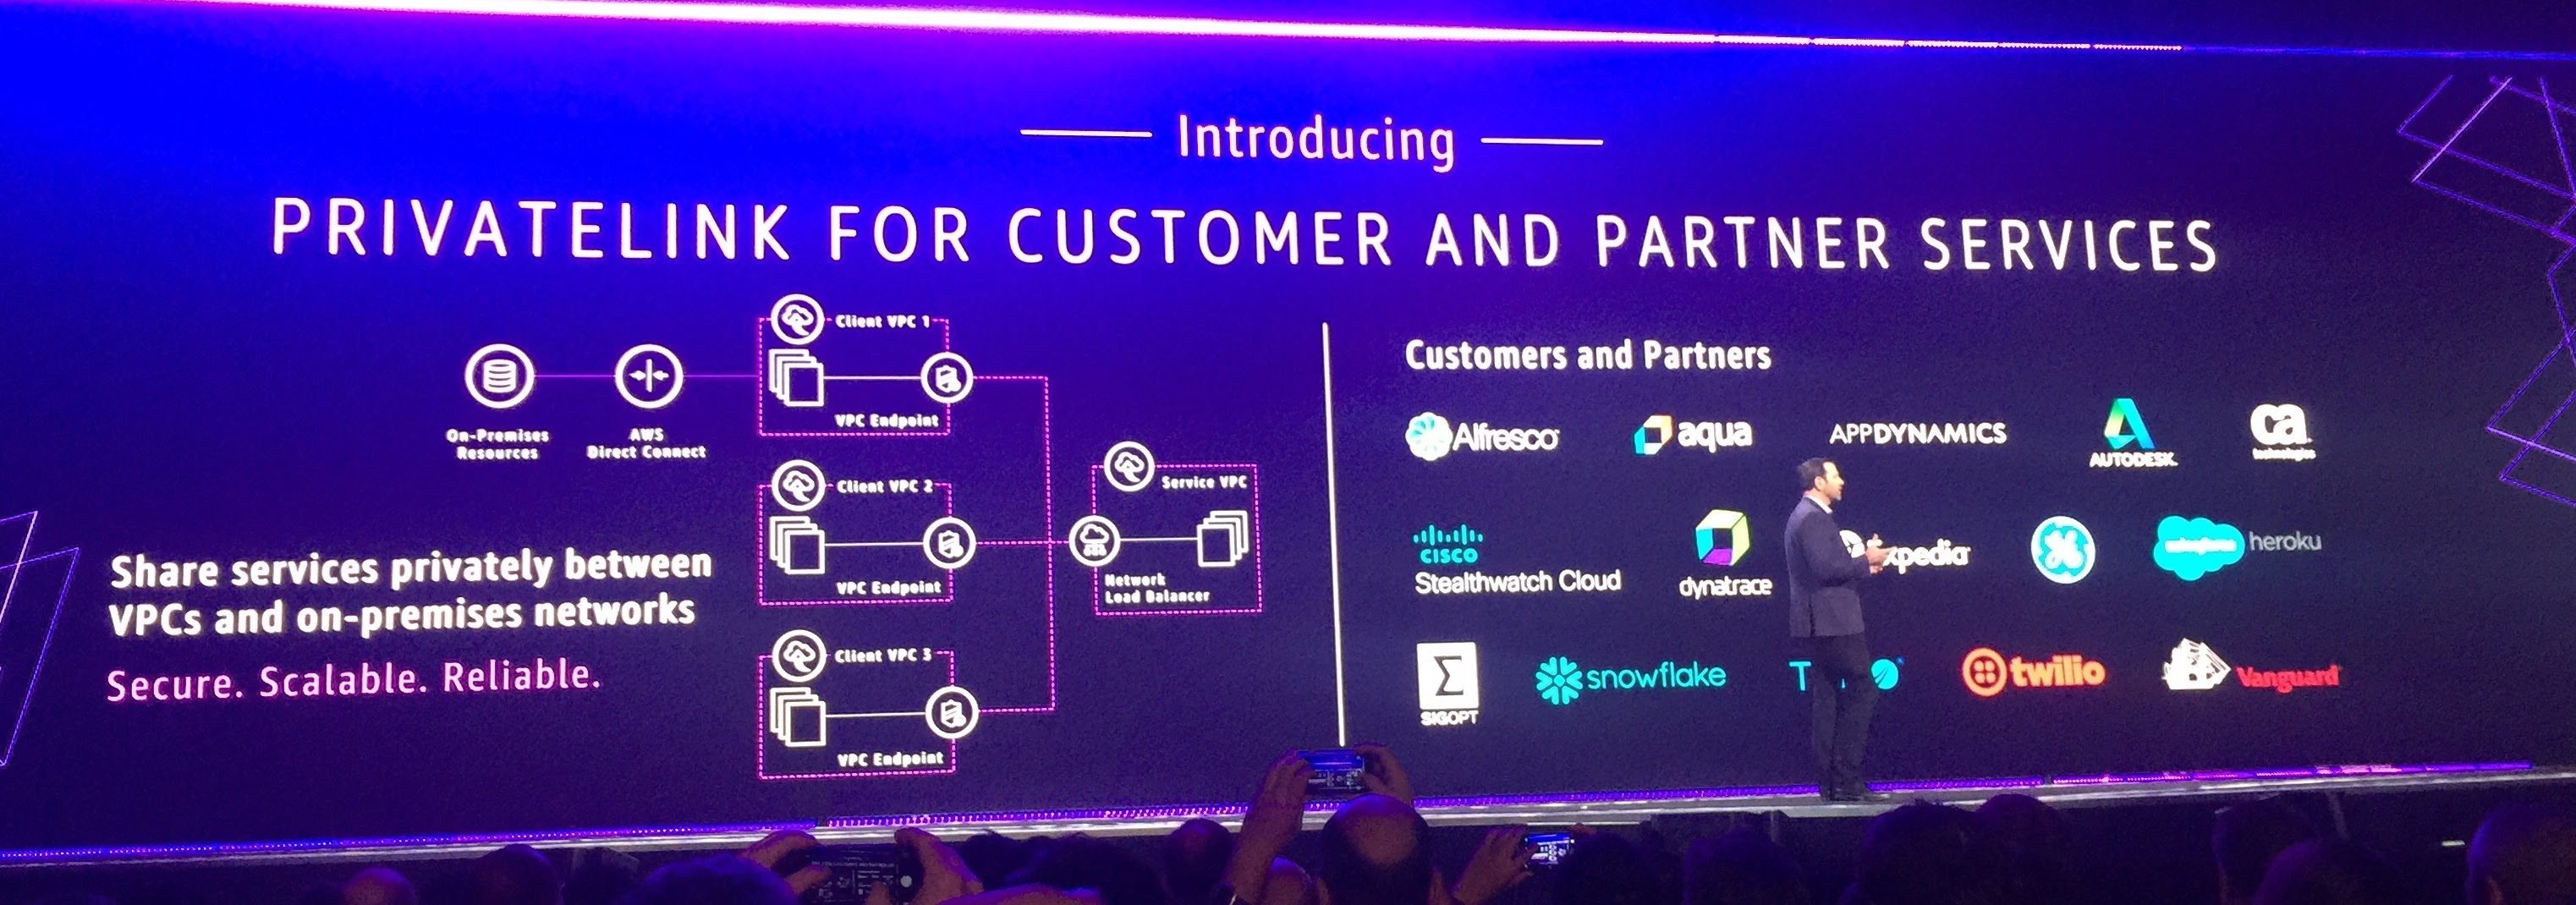 Introducing
PRIVATELINK FOR CUSTOMER AND PARTNER SERVICES
Client VPC 1
VPC Endpoint
On-Premises
Resources
AWS
Direct Connect
Client VPC 2
VPC Endpoint
Service VPC
Network
Load Balancer
Client VPC 3
VPC Endpoint
Share services privately between
VPCs and on-premises networks
Secure. Scalable. Reliable.
Customers and Partners
Alfresco
aqua
APPDYNAMICS
AUTODESK
ca
technologies
CISCO
Stealthwatch Cloud
dynatrace
xpedia
heroku
SIGOPT
snowflake
twilio
Vanguard